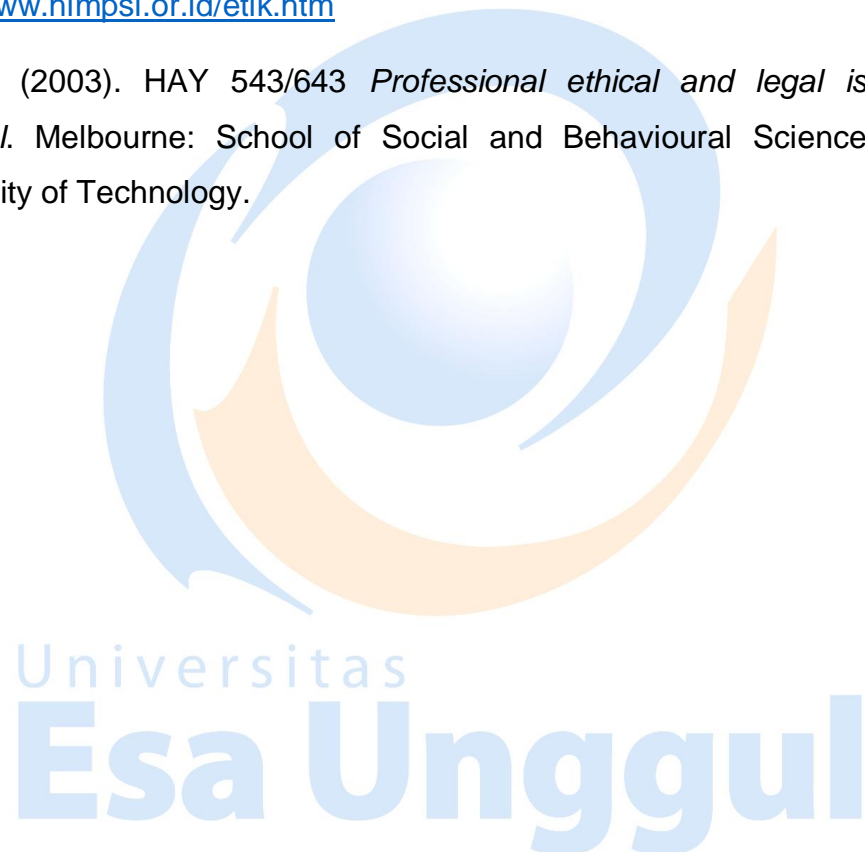 www.himpsi.or.id/etik.htm
(2003). HAY 543/643 Professional ethical and legal is
l. Melbourne: School of Social and Behavioural Science
ity of Technology.
Universitas
Esa Unggul